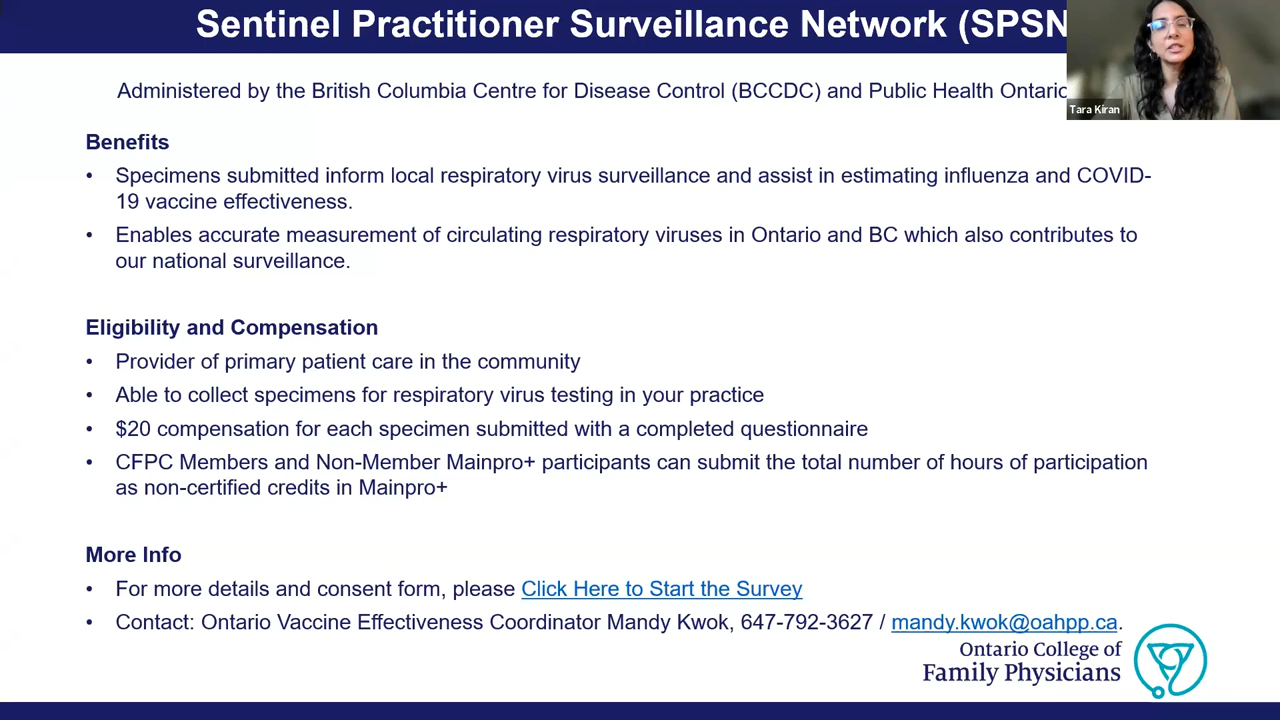 Sentinel Practitioner Surveillance Network (SPSN
Tara Kiran
Administered by the British Columbia Centre for Disease Control (BCCDC) and Public Health Ontario
Benefits
• Specimens submitted inform local respiratory virus surveillance and assist in estimating influenza and COVID-
19 vaccine effectiveness.
• Enables accurate measurement of circulating respiratory viruses in Ontario and BC which also contributes to
our national surveillance.
Eligibility and Compensation
• Provider of primary patient care in the community
• Able to collect specimens for respiratory virus testing in your practice
• $20 compensation for each specimen submitted with a completed questionnaire
• CFPC Members and Non-Member Mainpro+ participants can submit the total number of hours of participation
as non-certified credits in Mainpro+
More Info
• For more details and consent form, please Click Here to Start the Survey
• Contact: Ontario Vaccine Effectiveness Coordinator Mandy Kwok, 647-792-3627 / mandy.kwok@oahpp.ca.
Ontario College of
Family Physicians